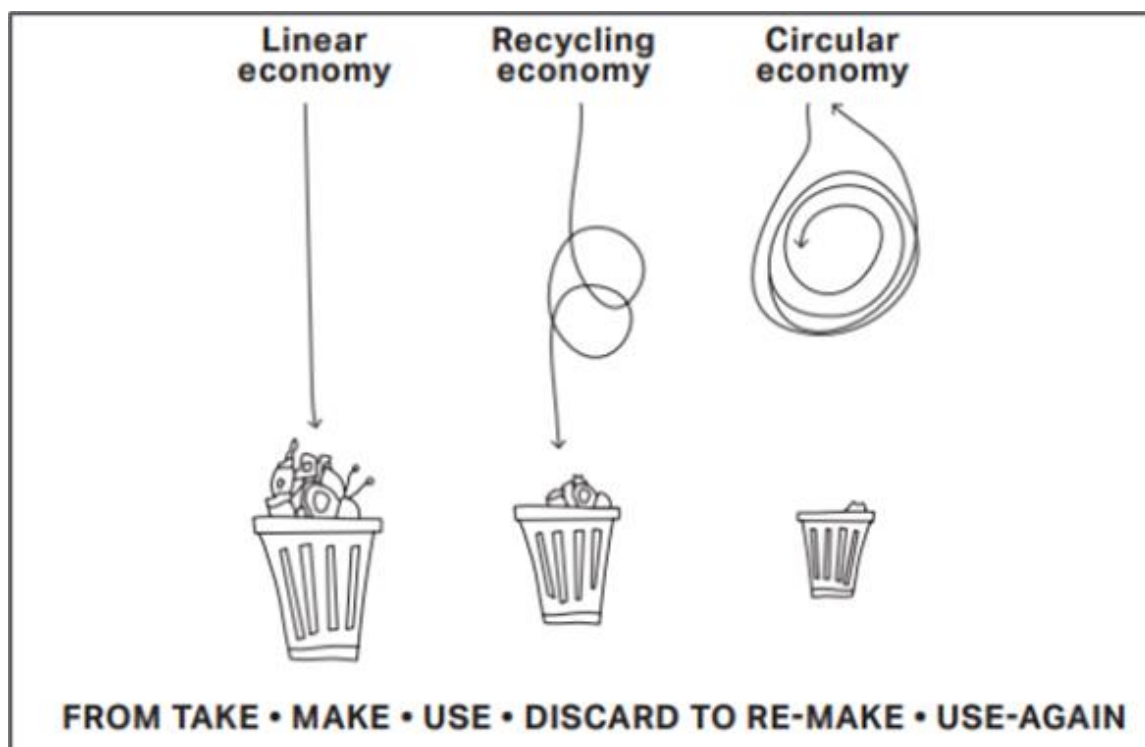 Linear
economy
Recycling
economy
Circular
economy
FROM TAKE • MAKE • USE • DISCARD TO RE-MAKE • USE-AGAIN